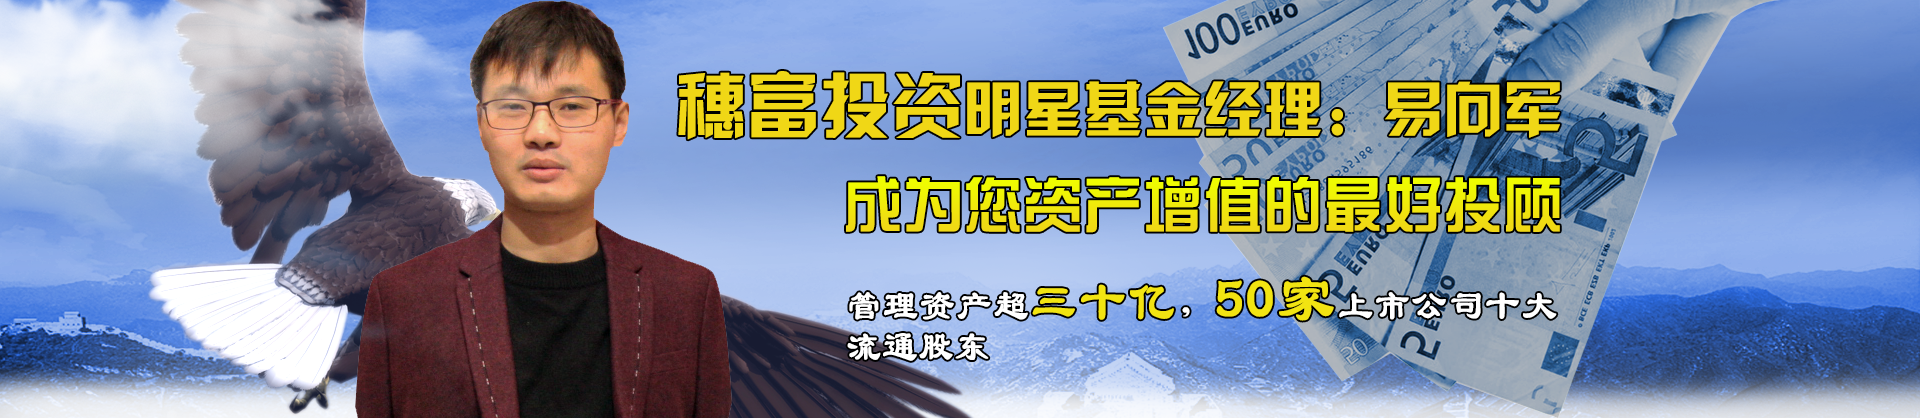 穗富投资明星基金经理：易向军
成为您资产增值的最好投顾
管理资产超三十亿，50家上市公司十大
流通股东
100 EURO
EURO
EURO